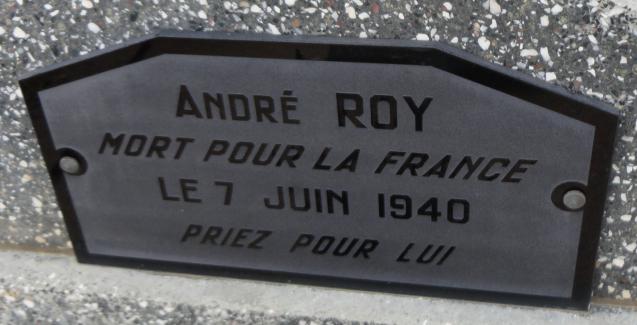 ANDRÉ ROY
MORT POUR LA FRANCE
LE 7 JUIN 1940
PRIEZ POUR LUI